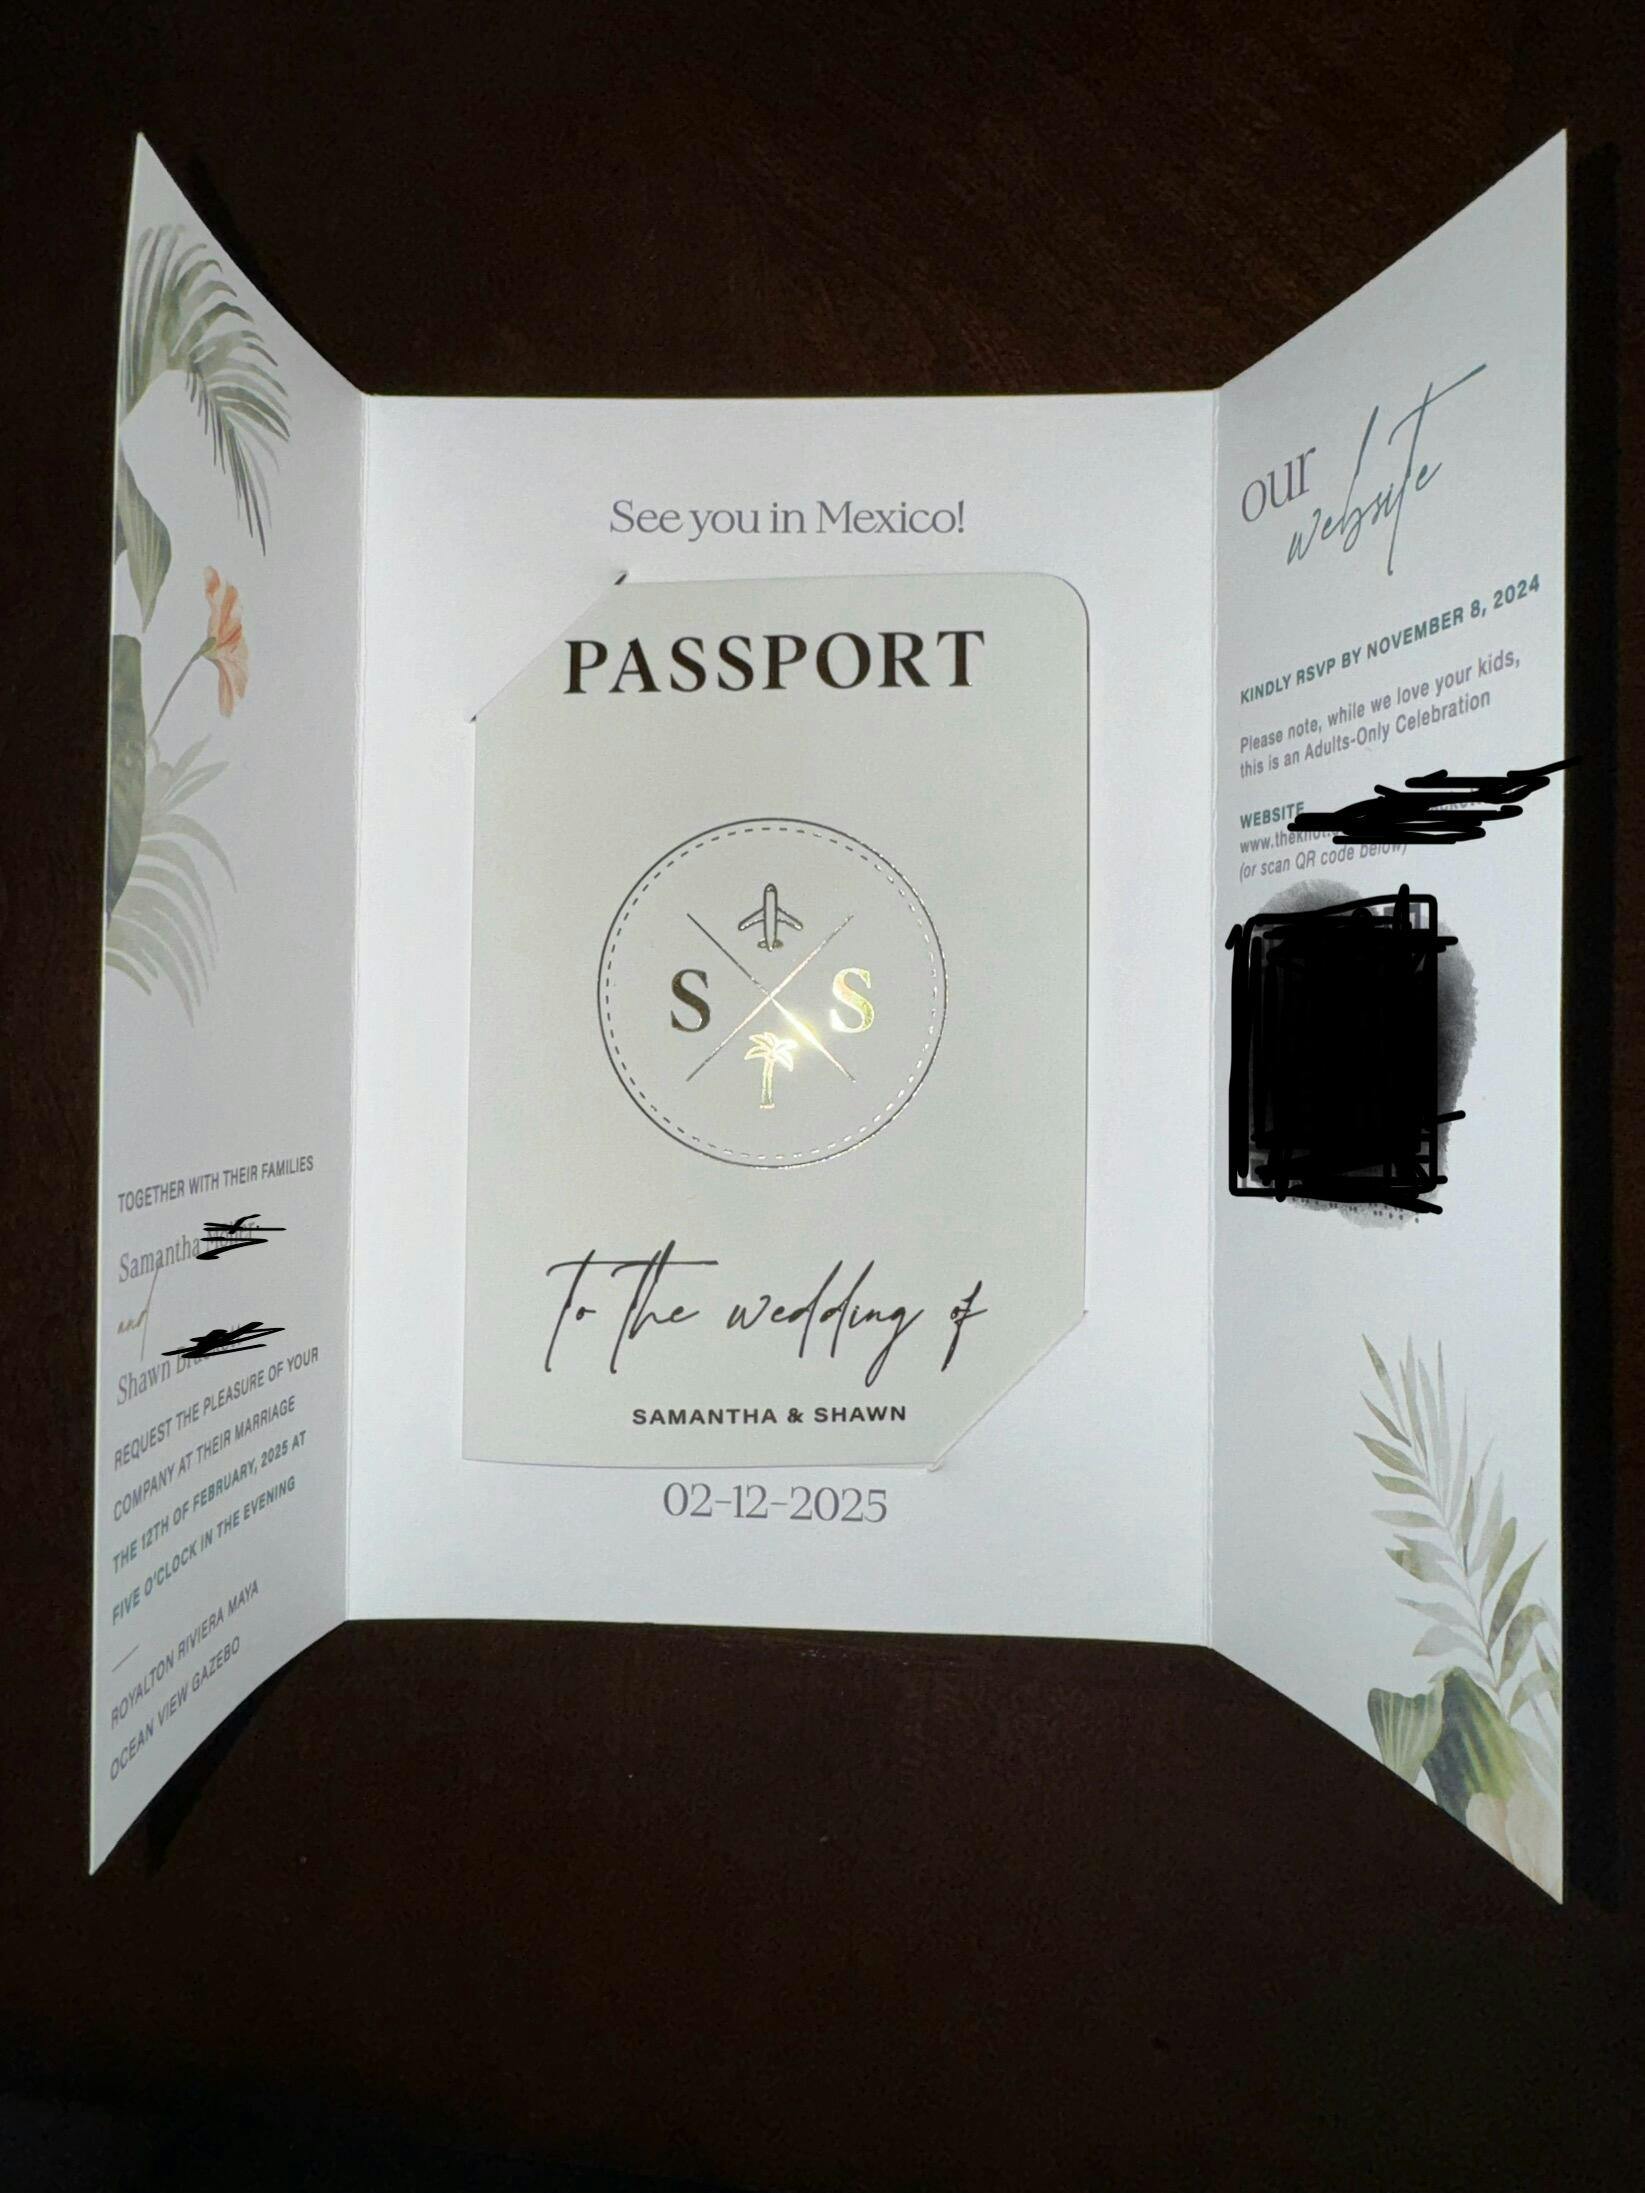 TOGETHER WITH THEIR FAMILIES
Samantha
and
Shawn
REQUEST THE PLEASURE OF YOUR
COMPANY AT THEIR MARRIAGE
THE 12TH OF FEBRUARY, 2025 AT
FIVE O'CLOCK IN THE EVENING
ROYALTON RIVIERA MAYA
OCEAN VIEW GAZEBO
See you in Mexico!
PASSPORT
S S
to the wedding of
SAMANTHA & SHAWN
02-12-2025
our
website
KINDLY RSVP BY NOVEMBER 8, 2024
Please note, while we love your kids,
this is an Adults-Only Celebration
WEBSITE
(or scan QR code below)